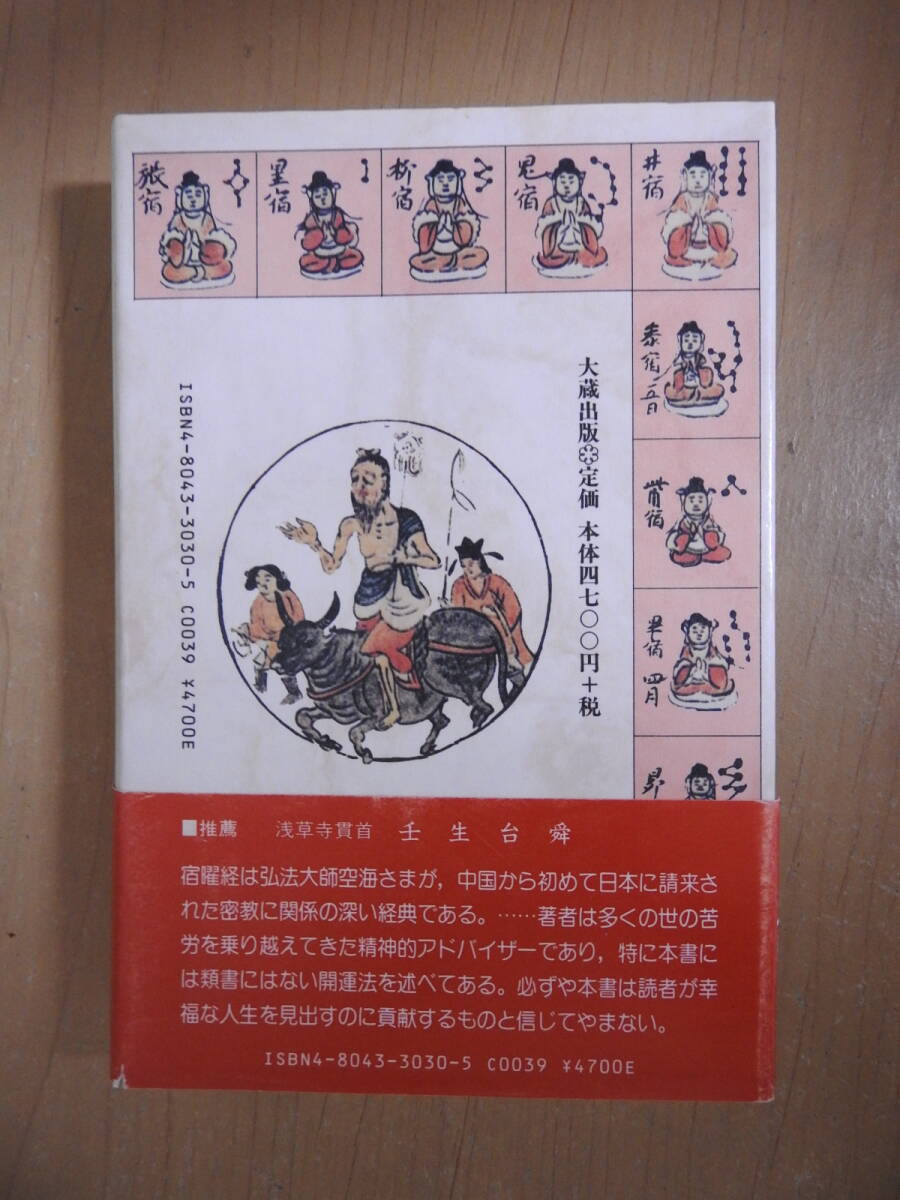 張宿
星宿
柳宿
鬼宿
井宿
参宿 二五日
觜宿
畢宿 四月
昴
大蔵出版 定価 本体四七〇〇円+税
ISBN4-8043-3030-5 C0039 ¥4700E
■推薦 浅草寺貫首 壬生台舜
宿曜経は弘法大師空海さまが，中国から初めて日本に請来さ
れた密教に関係の深い経典である。……著者は多くの世の苦
労を乗り越えてきた精神的アドバイザーであり，特に本書に
は類書にはない開運法を述べてある。必ずや本書は読者が幸
福な人生を見出すのに貢献するものと信じてやまない。
ISBN4-8043-3030-5 C0039 ¥4700E